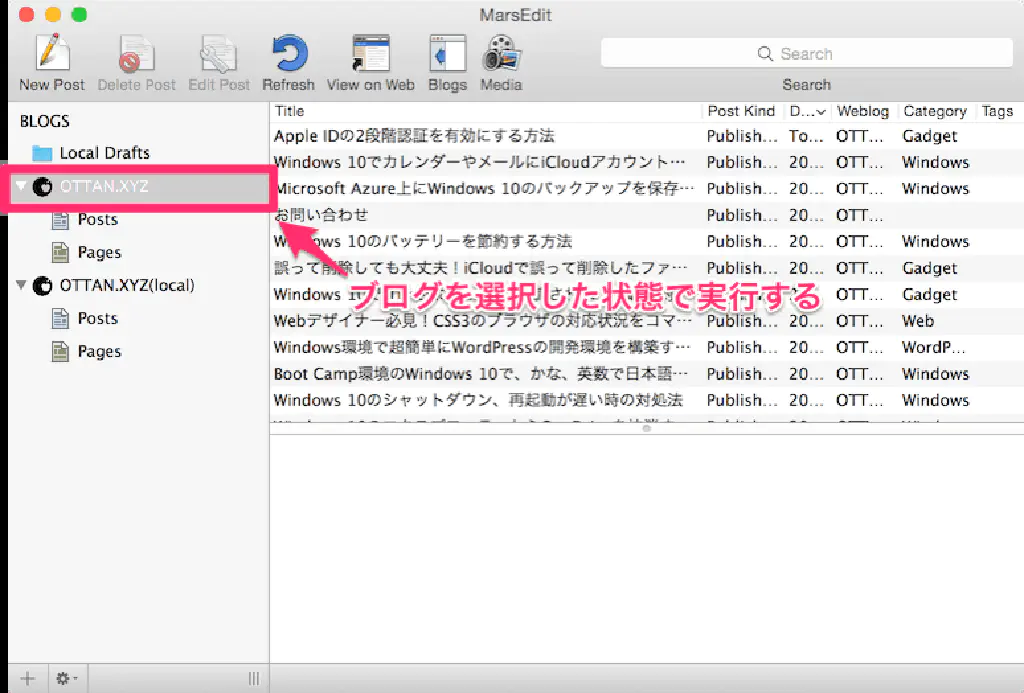 MarsEdit
New Post Delete Post Edit Post Refresh View on Web Blogs Media Search
Search
BLOGS
Local Drafts
OTTAN.XYZ
Posts
Pages
OTTAN.XYZ(local)
Posts
Pages
Title Post Kind D... Weblog Category Tags
Apple IDの2段階認証を有効にする方法 Publish... To... OTT... Gadget
Windows 10でカレンダーやメールにiCloudアカウント… Publish... 20... OTT... Windows
Microsoft Azure上にWindows 10のバックアップを保存… Publish... 20... OTT... Windows
お問い合わせ Publish... 20... OTT...
Windows 10のバッテリーを節約する方法 Publish... 20... OTT... Windows
誤って削除しても大丈夫！iCloudで誤って削除したファ… Publish... 20... OTT... Gadget
Windows 10 Publish... 20... OTT... Gadget
ブログを選択した状態で実行する
Webデザイナー必見！CSS3のブラウザの対応状況をコマ… Publish... 20... OTT... Web
Windows環境で超簡単にWordPressの開発環境を構築す… Publish... 20... OTT... WordP...
Boot Camp環境のWindows 10で、かな、英数で日本語… Publish... 20... OTT... Windows
Windows 10のシャットダウン、再起動が遅い時の対処法 Publish... 20... OTT... Windows